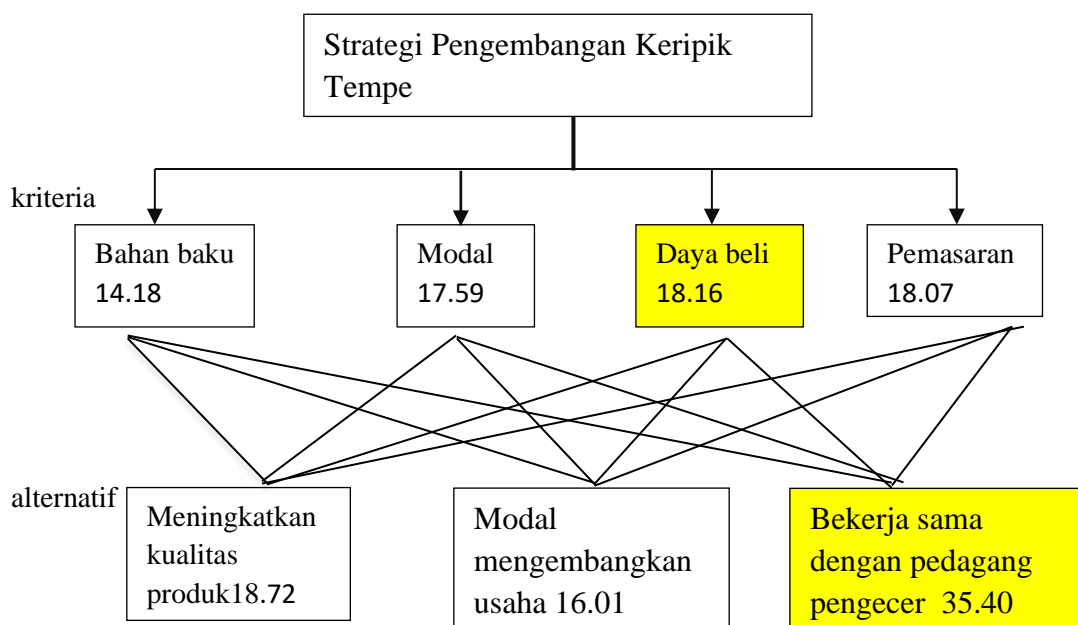 Strategi Pengembangan Keripik
Tempe
kriteria
Bahan baku
14.18
Modal
17.59
Daya beli
18.16
Pemasaran
18.07
alternatif
Meningkatkan
kualitas
produk18.72
Modal
mengembangkan
usaha 16.01
Bekerja sama
dengan pedagang
pengecer 35.40